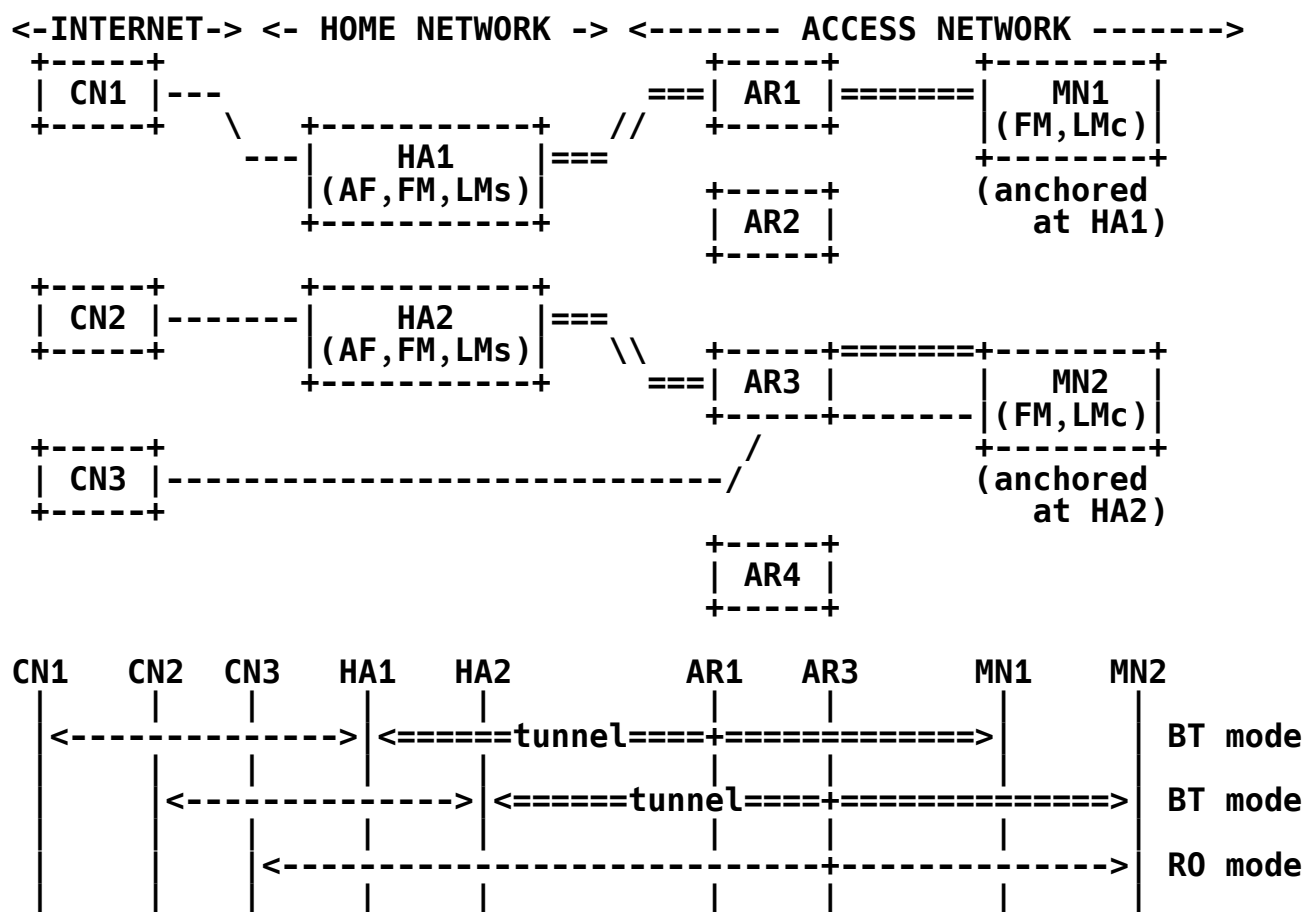 <-INTERNET-> <- HOME NETWORK -> <------- ACCESS NETWORK ------->
  +-----+                            +-----+              +--------+
  | CN1 |---                      ===| AR1 |=======|   MN1  |
  +-----+   \      +-----------+   //   +-----+       |(FM,LMc)|
             ---|    HA1    |===                   +--------+
                |(AF,FM,LMs)|           +-----+       (anchored
                +-----------+           | AR2 |          at HA1)
                                        +-----+
  +-----+       +-----------+
  | CN2 |-------|    HA2    |===
  +-----+       |(AF,FM,LMs)|   \\   +-----+=======+--------+
                +-----------+     ===| AR3 |       |   MN2  |
                                     +-----+-------|(FM,LMc)|
  +-----+                              /           +--------+
  | CN3 |-----------------------------/            (anchored
  +-----+                                             at HA2)
                                     +-----+
                                     | AR4 |
                                     +-----+
CN1   CN2  CN3   HA1   HA2         AR1   AR3     MN1    MN2
 |     |    |     |     |           |     |       |      |
 |<-------------->|<======tunnel====+=============>|      | BT mode
 |     |    |     |     |           |     |       |      |
 |     |<-------------->|<======tunnel====+==============>| BT mode
 |     |    |     |     |           |     |       |      |
 |     |    |<----------------------------+-------------->| RO mode
 |     |    |     |     |           |     |       |      |